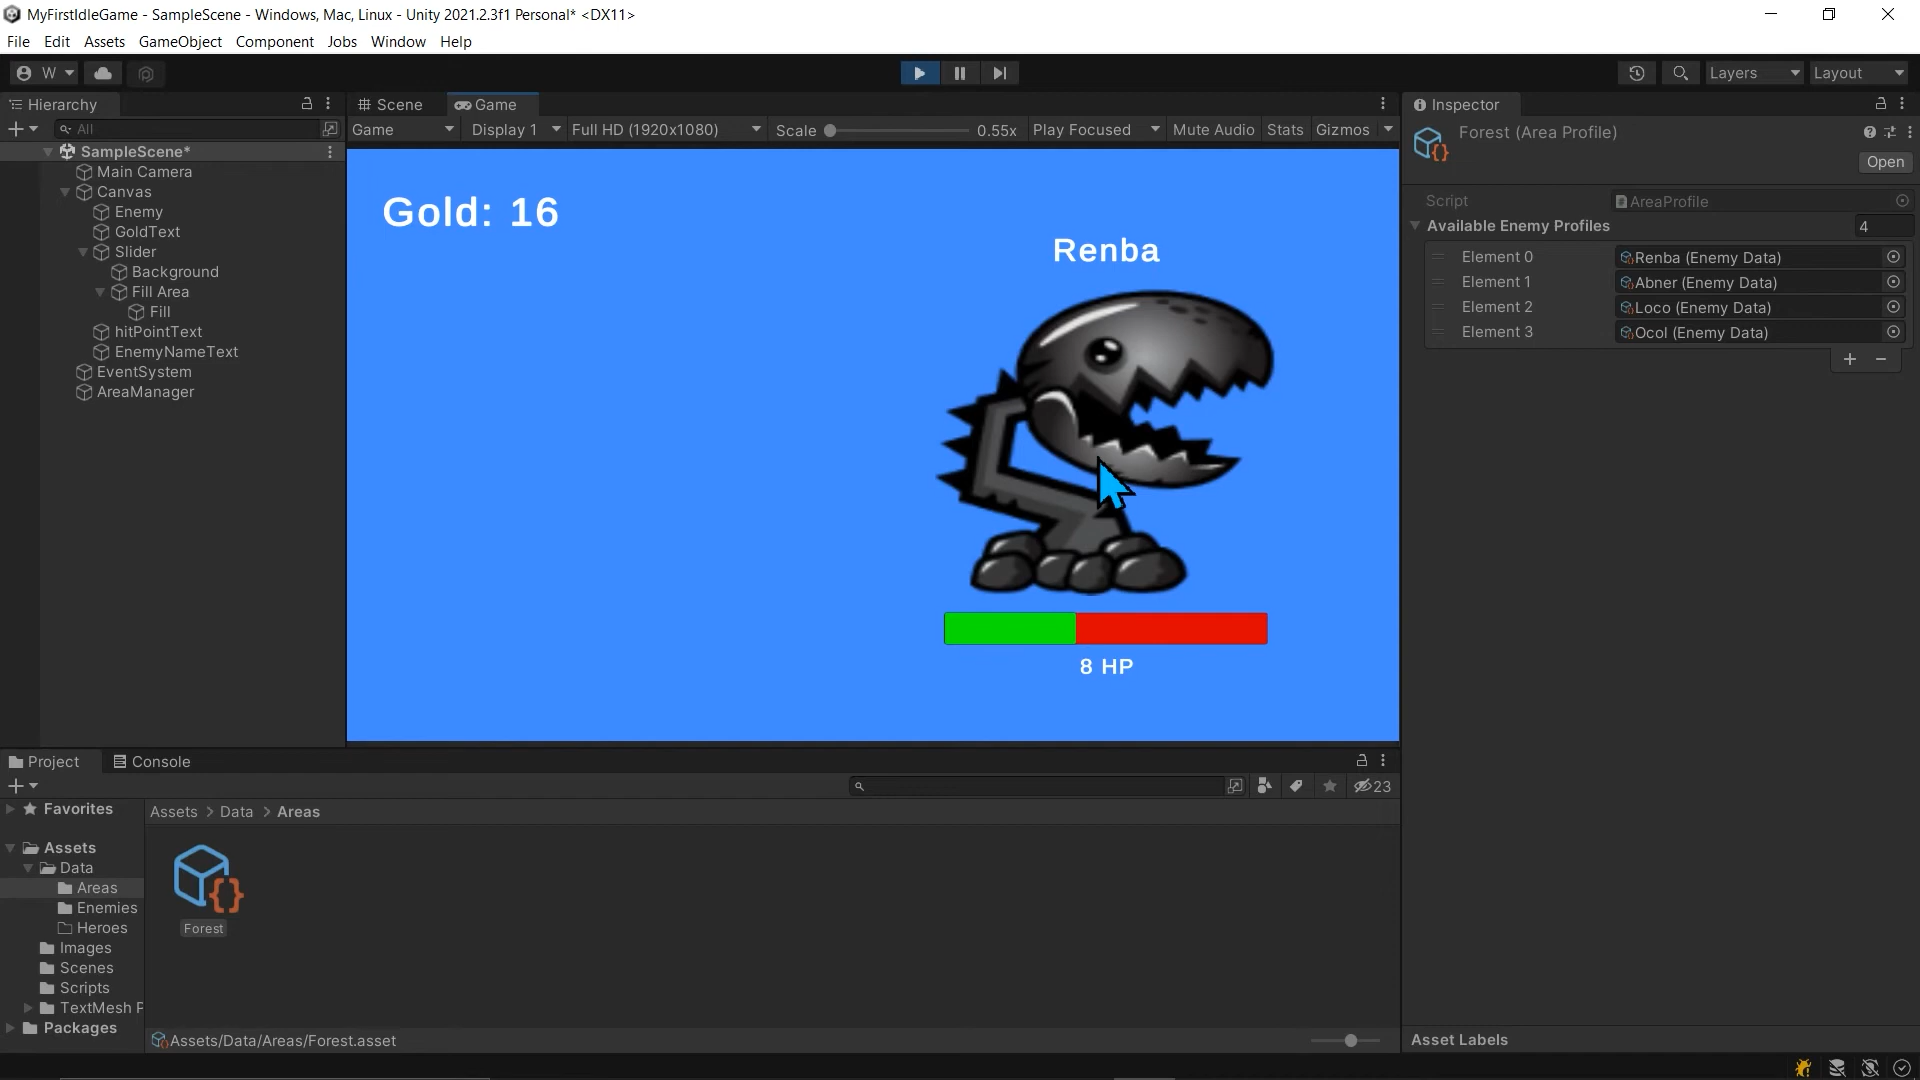 MyFirstIdleGame - SampleScene - Windows, Mac, Linux - Unity 2021.2.3f1 Personal* <DX11>
File Edit Assets GameObject Component Jobs Window Help
W Layers Layout
Hierarchy
All
SampleScene*
Main Camera
Canvas
Enemy
GoldText
Slider
Background
Fill Area
Fill
hitPointText
EnemyNameText
EventSystem
AreaManager
Scene Game
Game Display 1 Full HD (1920x1080) Scale 0.55x Play Focused Mute Audio Stats Gizmos
Gold: 16
Renba
8 HP
Inspector
Forest (Area Profile)
Open
Script AreaProfile
Available Enemy Profiles 4
Element 0 Renba (Enemy Data)
Element 1 Abner (Enemy Data)
Element 2 Loco (Enemy Data)
Element 3 Ocol (Enemy Data)
Project Console
23
Favorites
Assets
Data
Areas
Enemies
Heroes
Images
Scenes
Scripts
TextMesh P
Packages
Assets > Data > Areas
Forest
Assets/Data/Areas/Forest.asset
Asset Labels